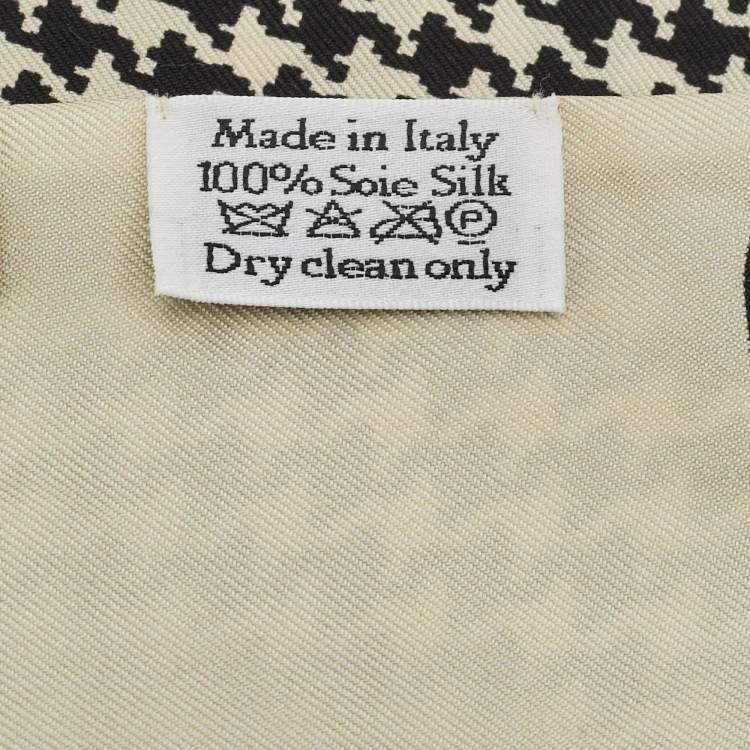 Made in Italy
100% Soie Silk
P
Dry clean only